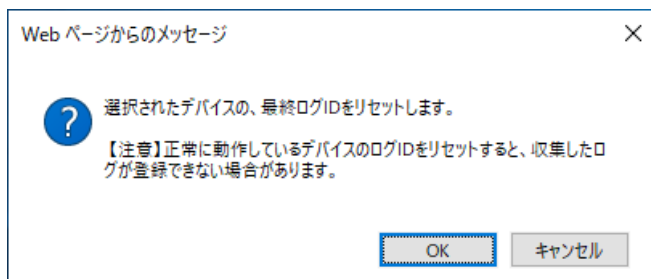 Web ページからのメッセージ
選択されたデバイスの、最終ログIDをリセットします。
【注意】正常に動作しているデバイスのログIDをリセットすると、収集したロ
グが登録できない場合があります。
OK
キャンセル